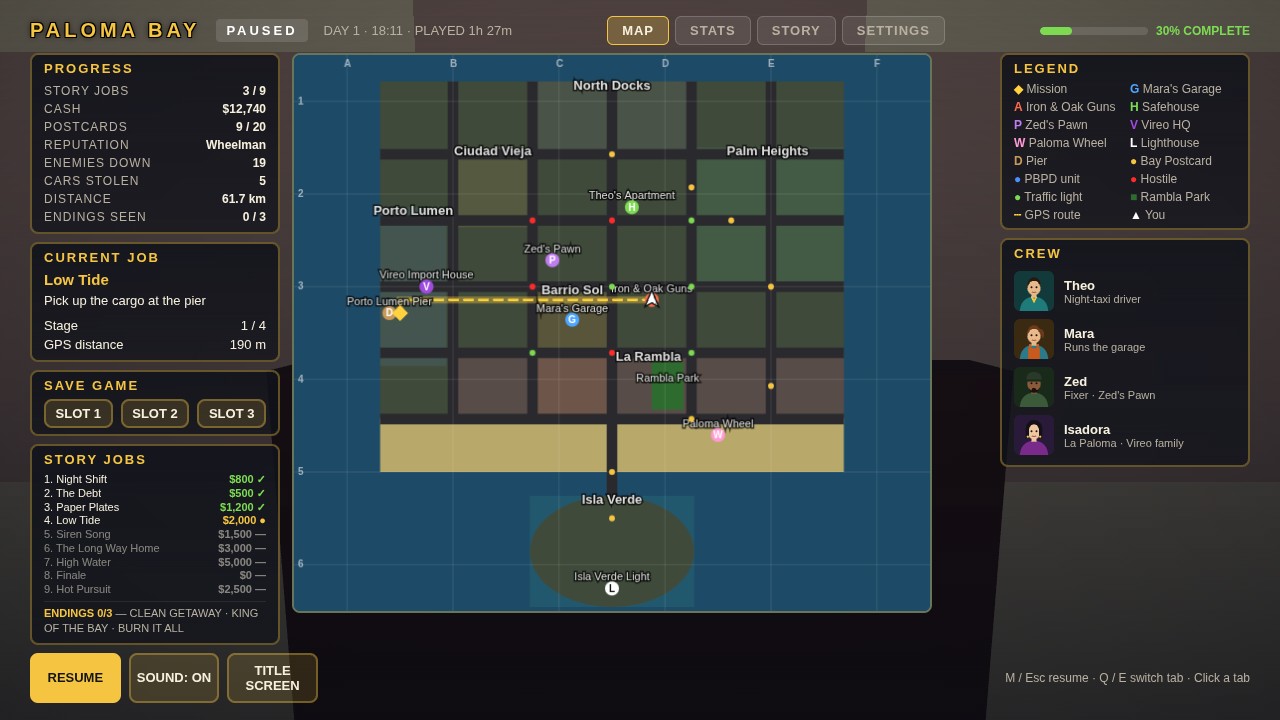 PALOMA BAY
PAUSED
DAY 1 · 18:11 · PLAYED 1h 27m
MAP
STATS
STORY
SETTINGS
30% COMPLETE
PROGRESS
STORY JOBS 3 / 9
CASH $12,740
POSTCARDS 9 / 20
REPUTATION Wheelman
ENEMIES DOWN 19
CARS STOLEN 5
DISTANCE 61.7 km
ENDINGS SEEN 0 / 3
CURRENT JOB
Low Tide
Pick up the cargo at the pier
Stage 1 / 4
GPS distance 190 m
SAVE GAME
SLOT 1
SLOT 2
SLOT 3
STORY JOBS
1. Night Shift $800 ✓
2. The Debt $500 ✓
3. Paper Plates $1,200 ✓
4. Low Tide $2,000 ●
5. Siren Song $1,500 —
6. The Long Way Home $3,000 —
7. High Water $5,000 —
8. Finale $0 —
9. Hot Pursuit $2,500 —
ENDINGS 0/3 — CLEAN GETAWAY · KING
OF THE BAY · BURN IT ALL
RESUME
SOUND: ON
TITLE
SCREEN
A B C D E F
1
2
3
4
5
6
North Docks
Ciudad Vieja
Palm Heights
Theo's Apartment
H
Porto Lumen
Zed's Pawn
P
Vireo Import House
V
Barrio Sol
Iron & Oak Guns
Porto Lumen Pier
D
Mara's Garage
G
La Rambla
Rambla Park
Paloma Wheel
W
Isla Verde
Isla Verde Light
L
LEGEND
◆ Mission
G Mara's Garage
A Iron & Oak Guns
H Safehouse
P Zed's Pawn
V Vireo HQ
W Paloma Wheel
L Lighthouse
D Pier
● Bay Postcard
● PBPD unit
● Hostile
● Traffic light
■ Rambla Park
┅ GPS route
▲ You
CREW
Theo
Night-taxi driver
Mara
Runs the garage
Zed
Fixer · Zed's Pawn
Isadora
La Paloma · Vireo family
M / Esc resume · Q / E switch tab · Click a tab